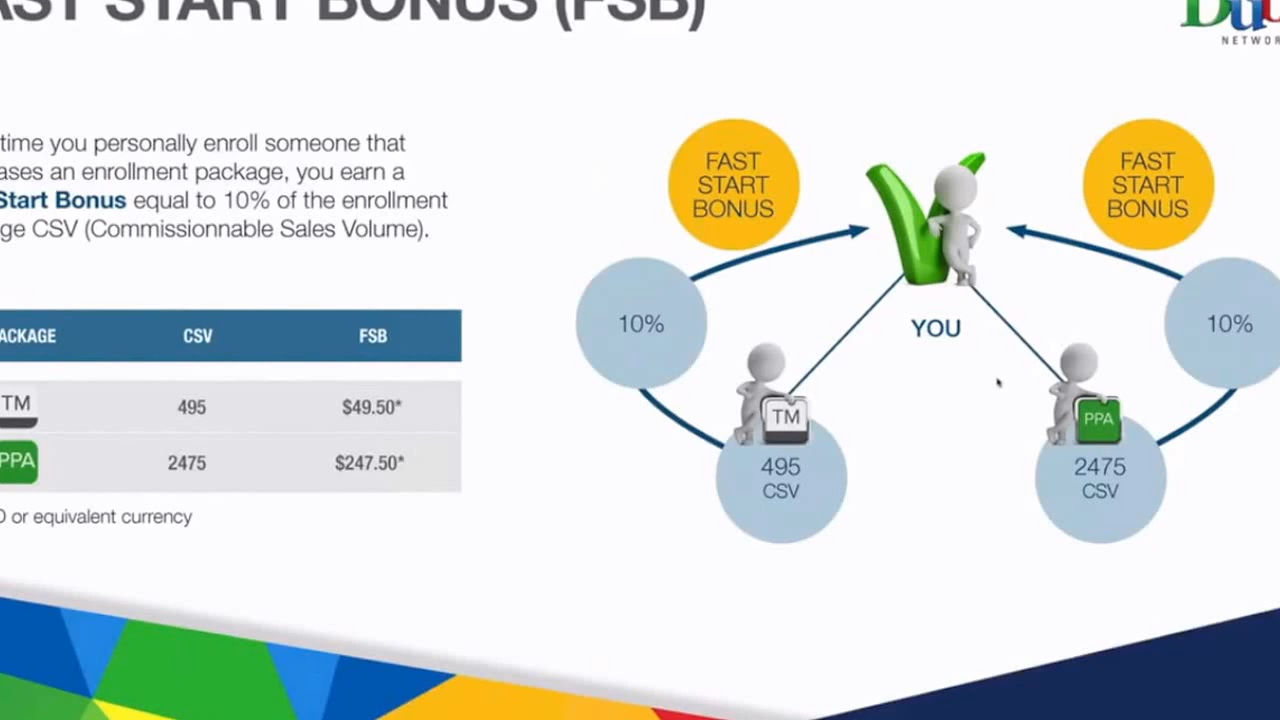 AST START BONUS (FSB)
Du
NETWOR
time you personally enroll someone that
ases an enrollment package, you earn a
Start Bonus equal to 10% of the enrollment
ge CSV (Commissionnable Sales Volume).
ACKAGE CSV FSB
TM 495 $49.50*
PPA 2475 $247.50*
D or equivalent currency
FAST
START
BONUS
FAST
START
BONUS
10%
YOU
10%
TM
PPA
495
CSV
2475
CSV